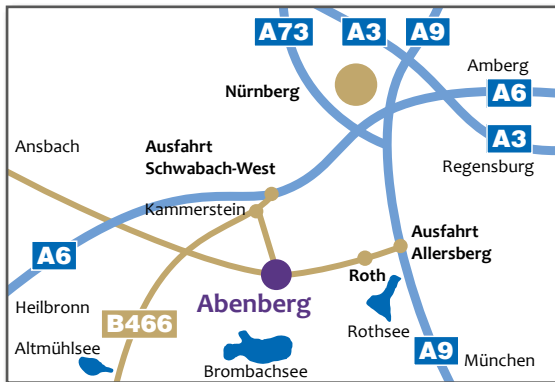 A73
A3
A9
Amberg
A6
Nürnberg
Ansbach
Ausfahrt
Schwabach-West
A3
Regensburg
Kammerstein
Ausfahrt
Allersberg
A6
Roth
Heilbronn
Abenberg
B466
Rothsee
Altmühlsee
Brombachsee
A9
München